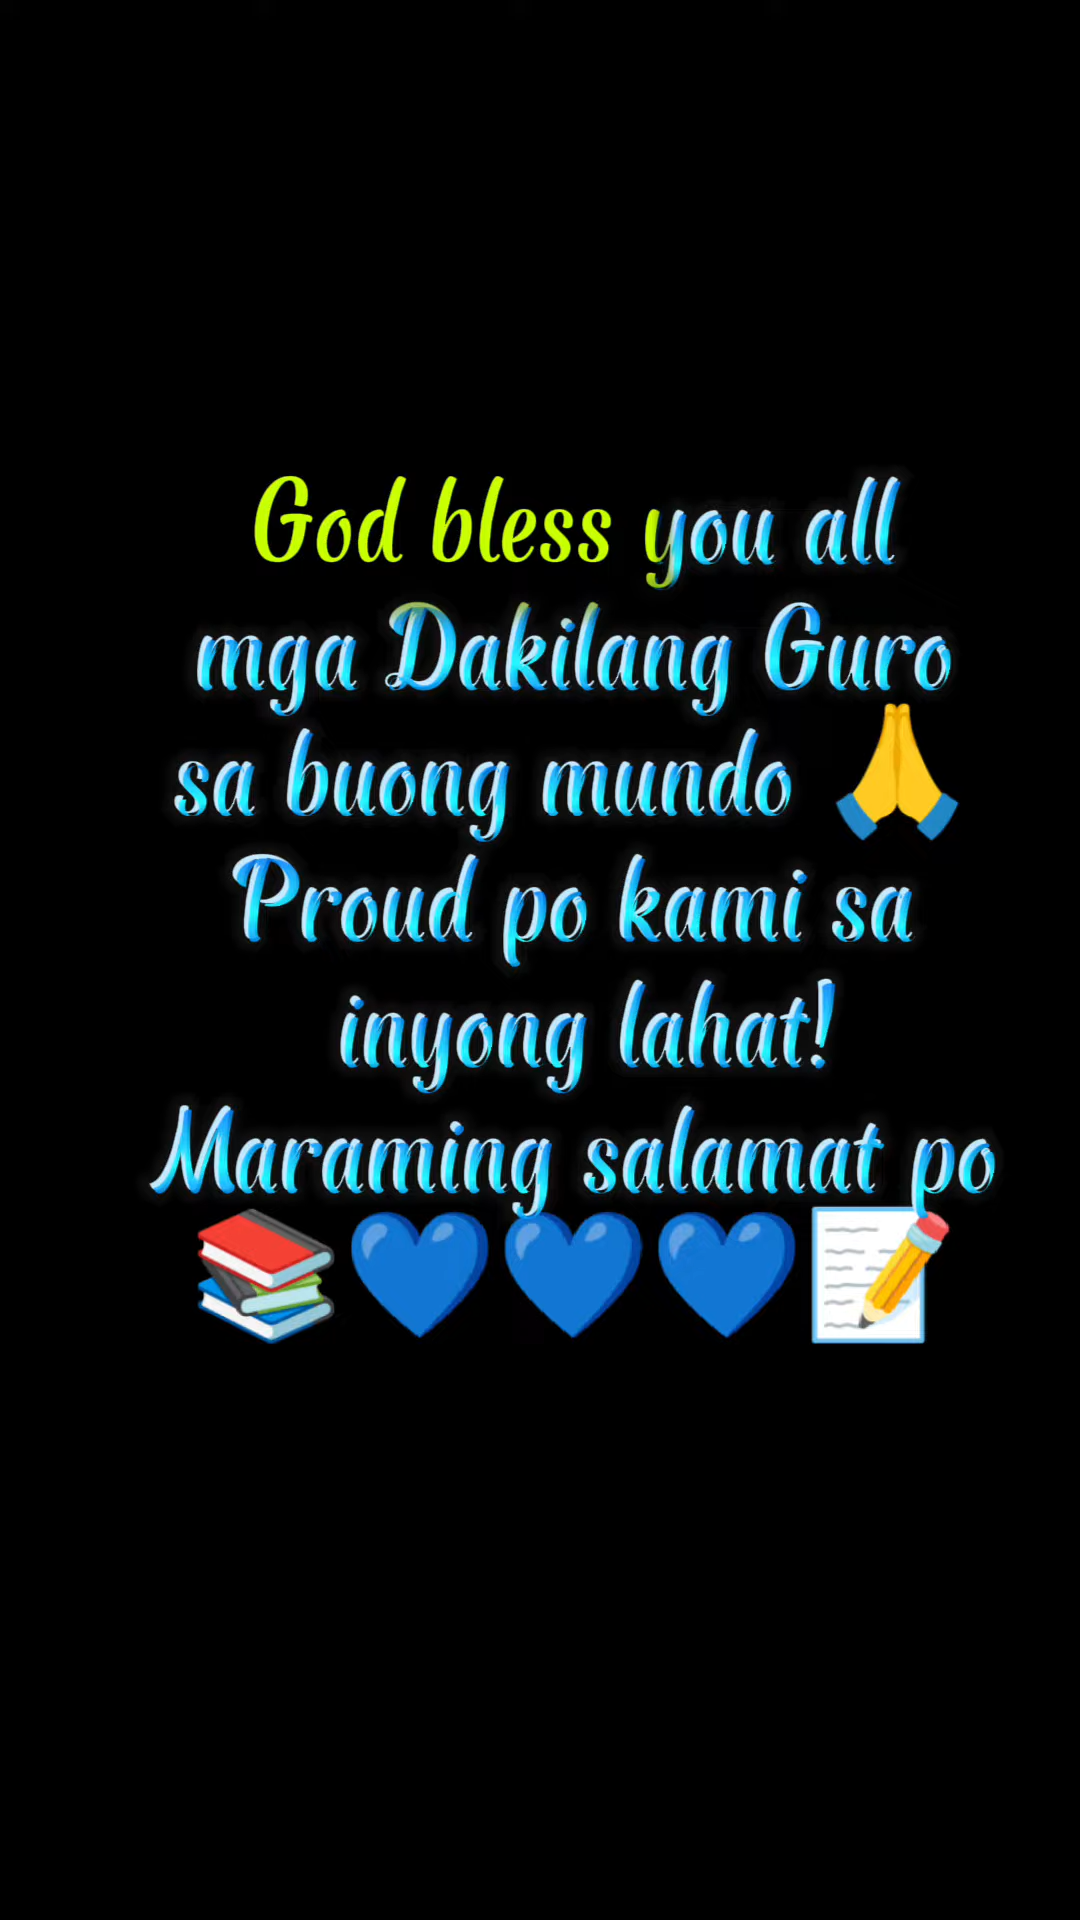 God bless you all
mga Dakilang Guro
sa buong mundo 🙏
Proud po kami sa
inyong lahat!
Maraming salamat po
📚💙💙💙📝